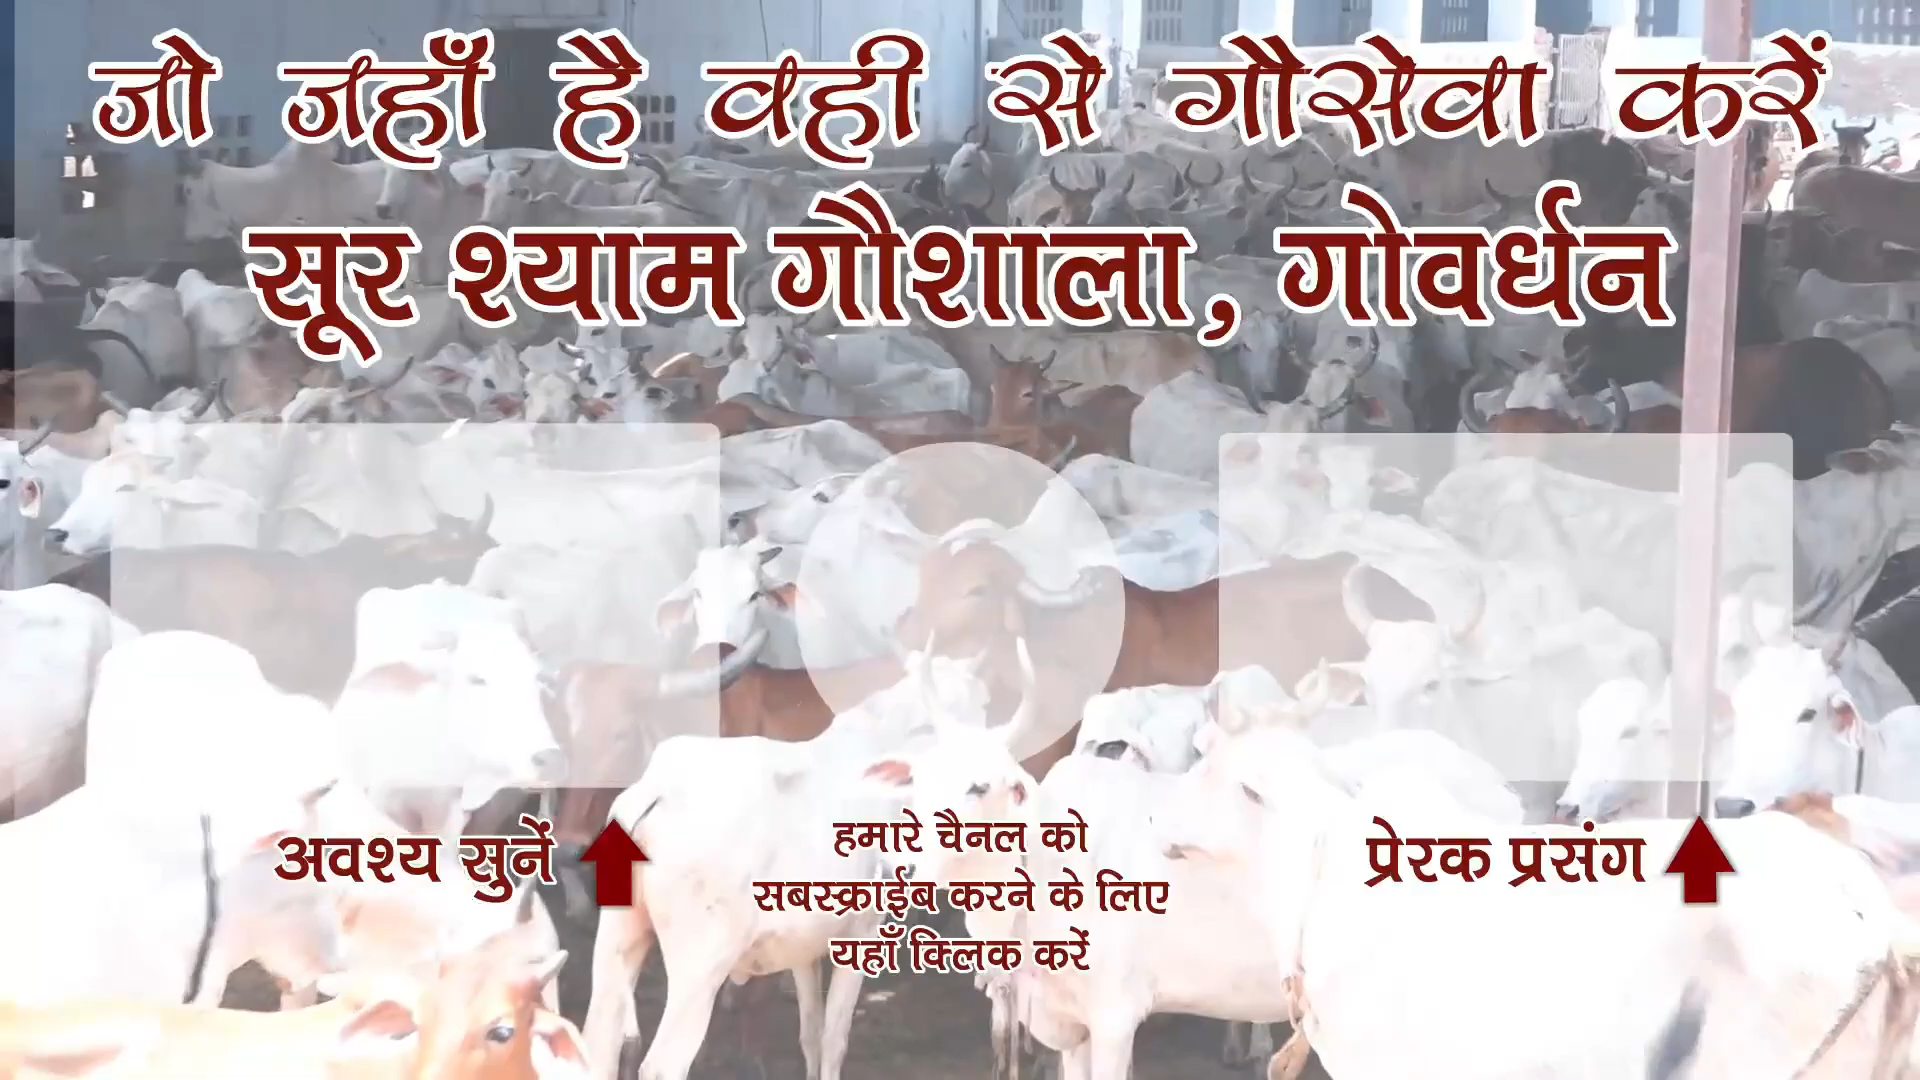 जो जहाँ है वही से गौसेवा करें
सूर श्याम गौशाला, गोवर्धन
अवश्य सुनें
हमारे चैनल को
सबस्क्राईब करने के लिए
यहाँ क्लिक करें
प्रेरक प्रसंग